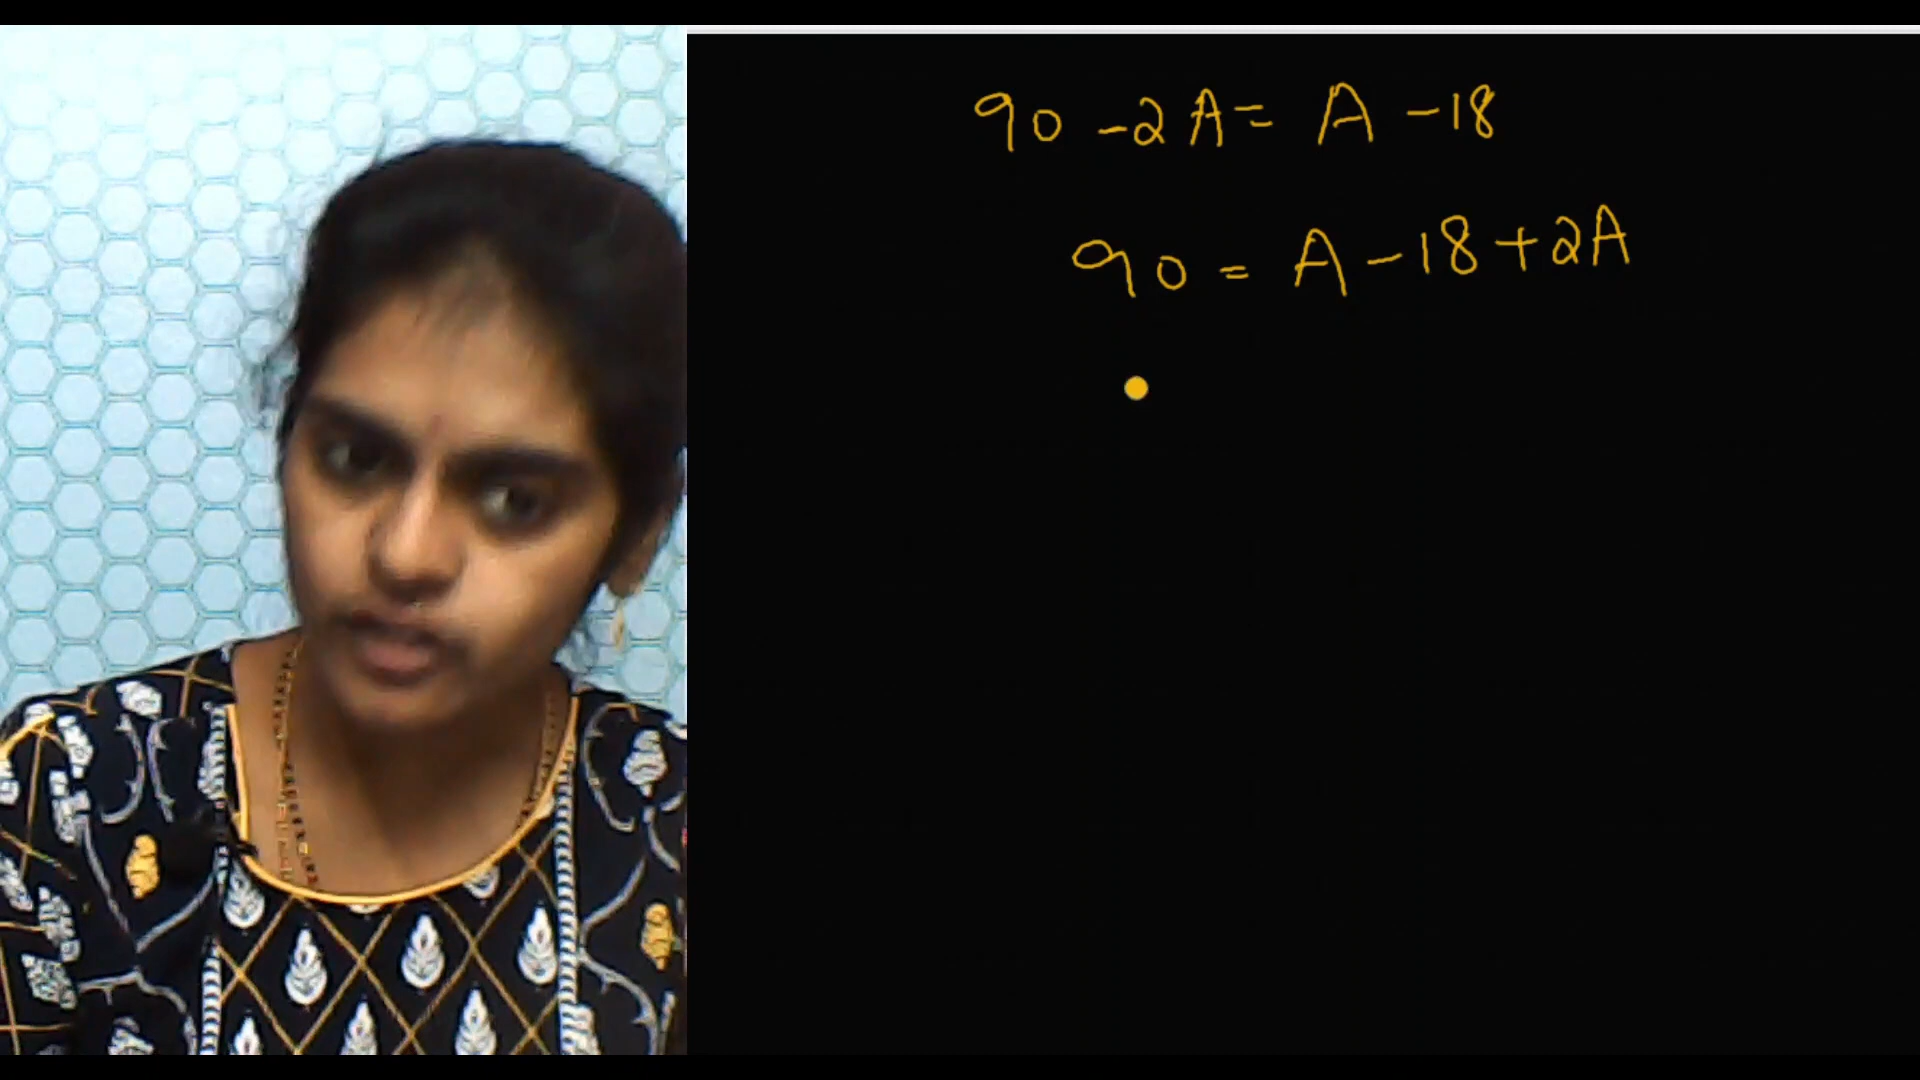 90 - 2A = A - 18
90 = A - 18 + 2A